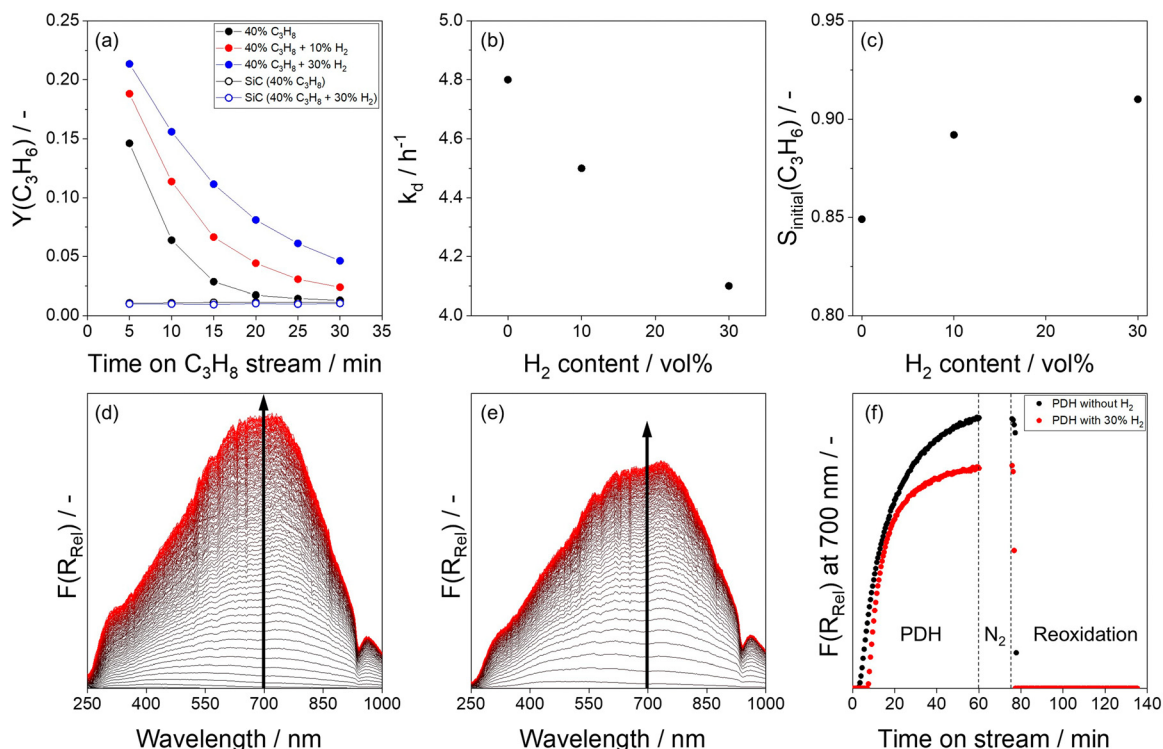 (a)
40% C₃H₈
40% C₃H₈ + 10% H₂
40% C₃H₈ + 30% H₂
SiC (40% C₃H₈)
SiC (40% C₃H₈ + 30% H₂)
Y(C₃H₆) / -
0.25
0.20
0.15
0.10
0.05
0.00
0 5 10 15 20 25 30 35
Time on C₃H₈ stream / min
(b)
k_d / h⁻¹
5.0
4.8
4.6
4.4
4.2
4.0
0 10 20 30
H₂ content / vol%
(c)
S_initial(C₃H₆) / -
0.95
0.90
0.85
0.80
0 10 20 30
H₂ content / vol%
(d)
F(R_Rel) / -
250 400 550 700 850 1000
Wavelength / nm
(e)
F(R_Rel) / -
250 400 550 700 850 1000
Wavelength / nm
(f)
PDH without H₂
PDH with 30% H₂
F(R_Rel) at 700 nm / -
PDH
N₂
Reoxidation
0 20 40 60 80 100 120 140
Time on stream / min